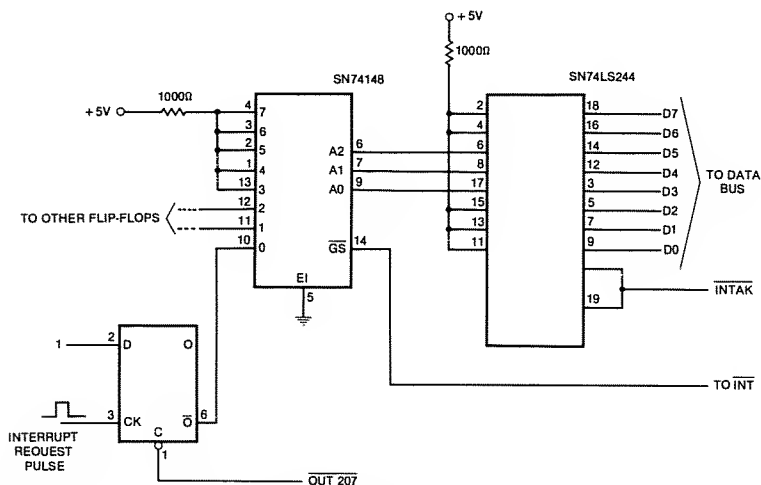 +5V
1000Ω
SN74148
SN74LS244
+5V
1000Ω
4 7
3 6
2 5
1 4
13 3
12 2
11 1
10 0
A2 6
A1 7
A0 9
GS 14
EI
5
2
4
6
8
17
15
13
11
18 D7
16 D6
14 D5
12 D4
3 D3
5 D2
7 D1
9 D0
19
TO DATA
BUS
INTAK
TO INT
TO OTHER FLIP-FLOPS
1
2 D
O
3 CK
O 6
C
1
INTERRUPT
REQUEST
PULSE
OUT 207